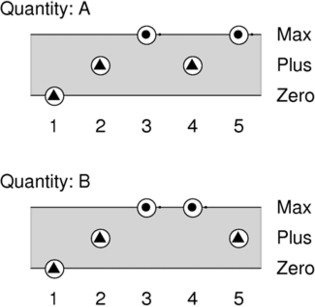 Quantity: A
Max
Plus
Zero
1 2 3 4 5
Quantity: B
Max
Plus
Zero
1 2 3 4 5